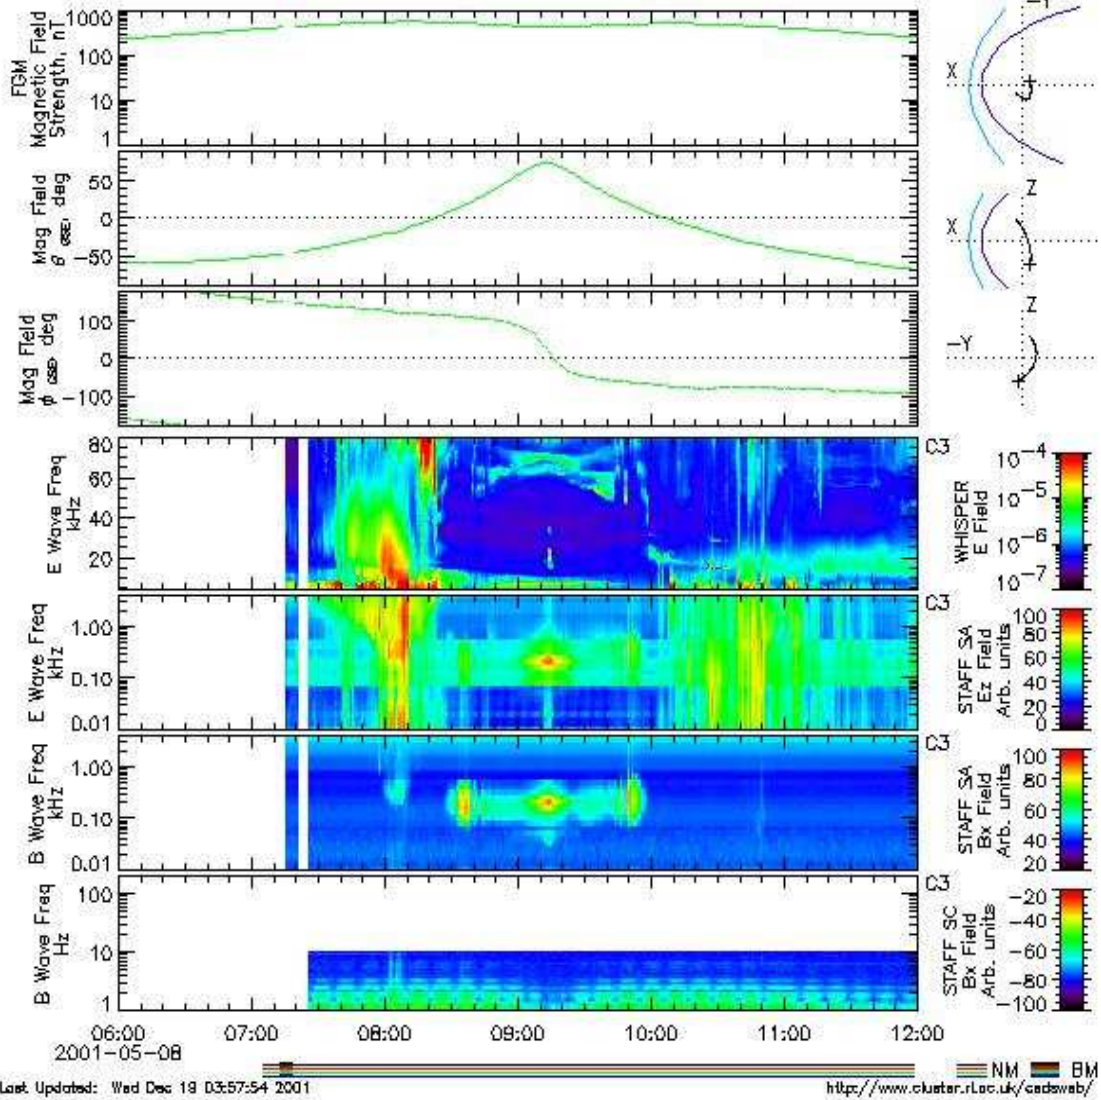 FGM
Magnetic Field
Strength, nT
1000
100
10
1
Mag Field
θ GSE, deg
50
0
−50
Mag Field
ϕ GSE, deg
100
0
−100
E Wave Freq
kHz
80
60
40
20
E Wave Freq
kHz
1.00
0.10
0.01
B Wave Freq
kHz
1.00
0.10
0.01
B Wave Freq
Hz
100
10
1
06:00 07:00 08:00 09:00 10:00 11:00 12:00
2001-05-08
−Y
X
Z
X
Z
−Y
C3
WHISPER
E Field
10−4
10−5
10−6
10−7
C3
STAFF SA
Ez Field
Arb. units
100
80
60
40
20
0
C3
STAFF SA
Bx Field
Arb. units
100
80
60
40
20
C3
STAFF SC
Bx Field
Arb. units
−20
−40
−60
−80
−100
NM BM
Last Updated: Wed Dec 19 03:57:54 2001
http://www.cluster.rl.ac.uk/csdsweb/